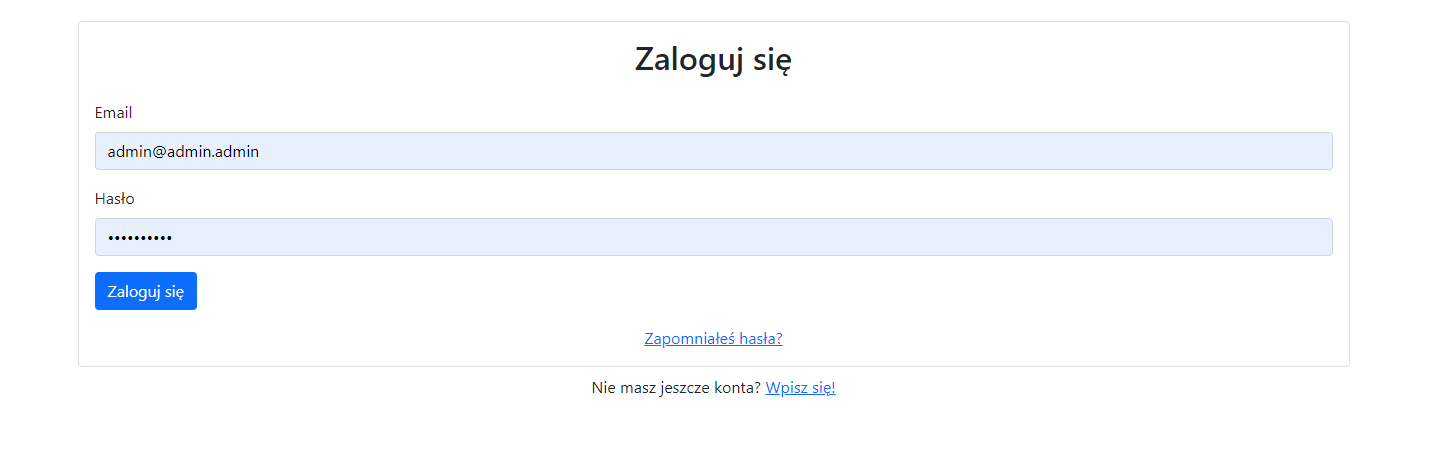 Zaloguj się
Email
admin@admin.admin
Hasło
••••••••••
Zaloguj się
Zapomniałeś hasła?
Nie masz jeszcze konta? Wpisz się!